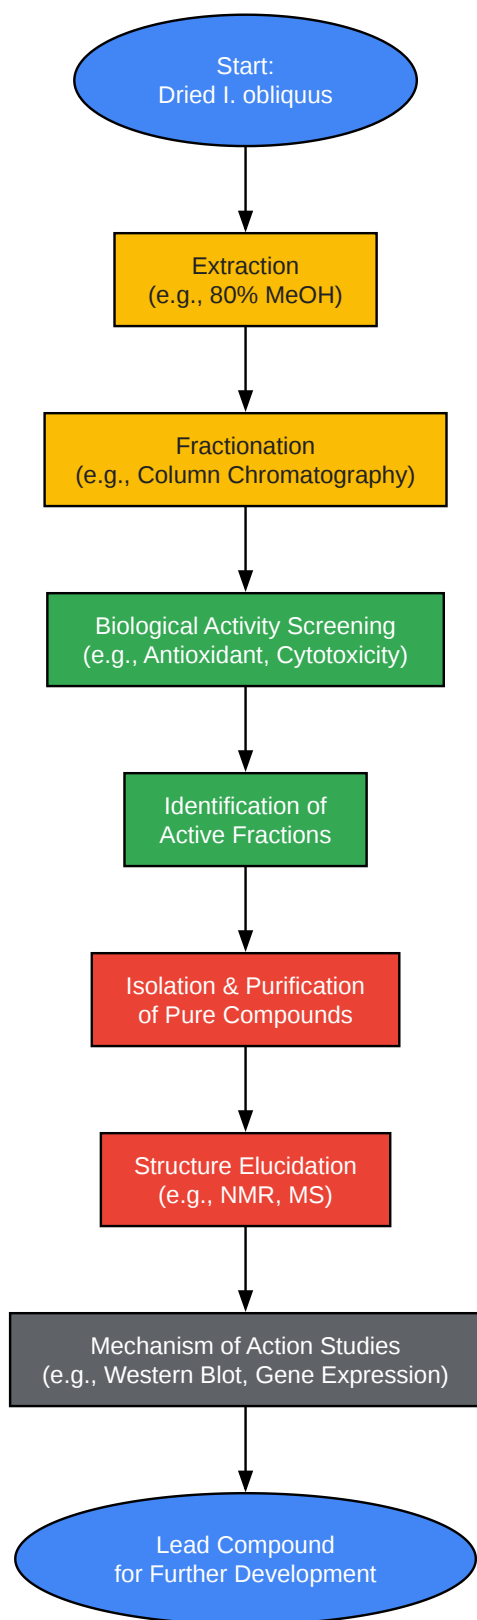 Start:
Dried I. obliquus
Extraction
(e.g., 80% MeOH)
Fractionation
(e.g., Column Chromatography)
Biological Activity Screening
(e.g., Antioxidant, Cytotoxicity)
Identification of
Active Fractions
Isolation & Purification
of Pure Compounds
Structure Elucidation
(e.g., NMR, MS)
Mechanism of Action Studies
(e.g., Western Blot, Gene Expression)
Lead Compound
for Further Development